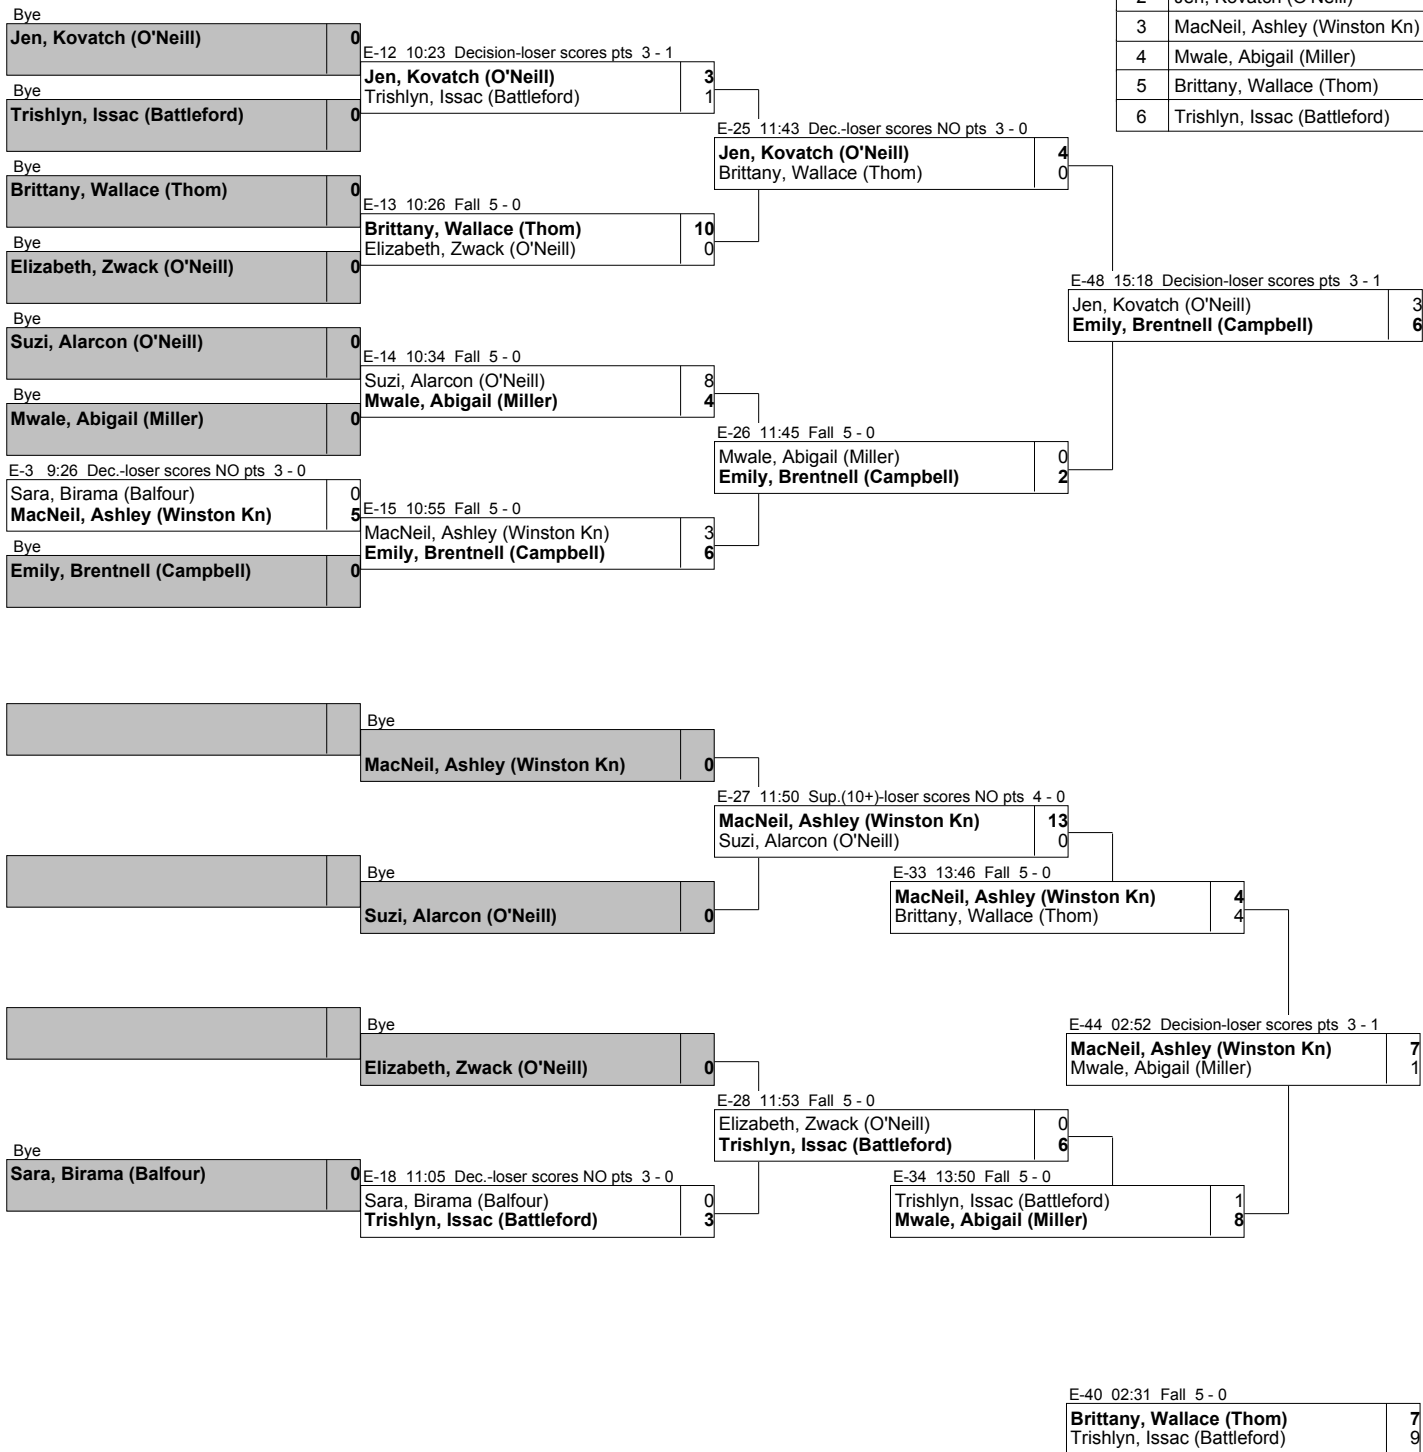 Bye
Jen, Kovatch (O'Neill) 0
Bye
Trishlyn, Issac (Battleford) 0
Bye
Brittany, Wallace (Thom) 0
Bye
Elizabeth, Zwack (O'Neill) 0
Bye
Suzi, Alarcon (O'Neill) 0
Bye
Mwale, Abigail (Miller) 0
E-3 9:26 Dec.-loser scores NO pts 3 - 0
Sara, Birama (Balfour) 0
MacNeil, Ashley (Winston Kn) 5
Bye
Emily, Brentnell (Campbell) 0
E-12 10:23 Decision-loser scores pts 3 - 1
Jen, Kovatch (O'Neill) 3
Trishlyn, Issac (Battleford) 1
E-13 10:26 Fall 5 - 0
Brittany, Wallace (Thom) 10
Elizabeth, Zwack (O'Neill) 0
E-14 10:34 Fall 5 - 0
Suzi, Alarcon (O'Neill) 8
Mwale, Abigail (Miller) 4
E-15 10:55 Fall 5 - 0
MacNeil, Ashley (Winston Kn) 3
Emily, Brentnell (Campbell) 6
E-25 11:43 Dec.-loser scores NO pts 3 - 0
Jen, Kovatch (O'Neill) 4
Brittany, Wallace (Thom) 0
E-26 11:45 Fall 5 - 0
Mwale, Abigail (Miller) 0
Emily, Brentnell (Campbell) 2
2 Jen, Kovatch (O'Neill)
3 MacNeil, Ashley (Winston Kn)
4 Mwale, Abigail (Miller)
5 Brittany, Wallace (Thom)
6 Trishlyn, Issac (Battleford)
E-48 15:18 Decision-loser scores pts 3 - 1
Jen, Kovatch (O'Neill) 3
Emily, Brentnell (Campbell) 6
Bye
MacNeil, Ashley (Winston Kn) 0
Bye
Suzi, Alarcon (O'Neill) 0
Bye
Elizabeth, Zwack (O'Neill) 0
Bye
Sara, Birama (Balfour) 0
E-18 11:05 Dec.-loser scores NO pts 3 - 0
Sara, Birama (Balfour) 0
Trishlyn, Issac (Battleford) 3
E-27 11:50 Sup.(10+)-loser scores NO pts 4 - 0
MacNeil, Ashley (Winston Kn) 13
Suzi, Alarcon (O'Neill) 0
E-28 11:53 Fall 5 - 0
Elizabeth, Zwack (O'Neill) 0
Trishlyn, Issac (Battleford) 6
E-33 13:46 Fall 5 - 0
MacNeil, Ashley (Winston Kn) 4
Brittany, Wallace (Thom) 4
E-34 13:50 Fall 5 - 0
Trishlyn, Issac (Battleford) 1
Mwale, Abigail (Miller) 8
E-44 02:52 Decision-loser scores pts 3 - 1
MacNeil, Ashley (Winston Kn) 7
Mwale, Abigail (Miller) 1
E-40 02:31 Fall 5 - 0
Brittany, Wallace (Thom) 7
Trishlyn, Issac (Battleford) 9